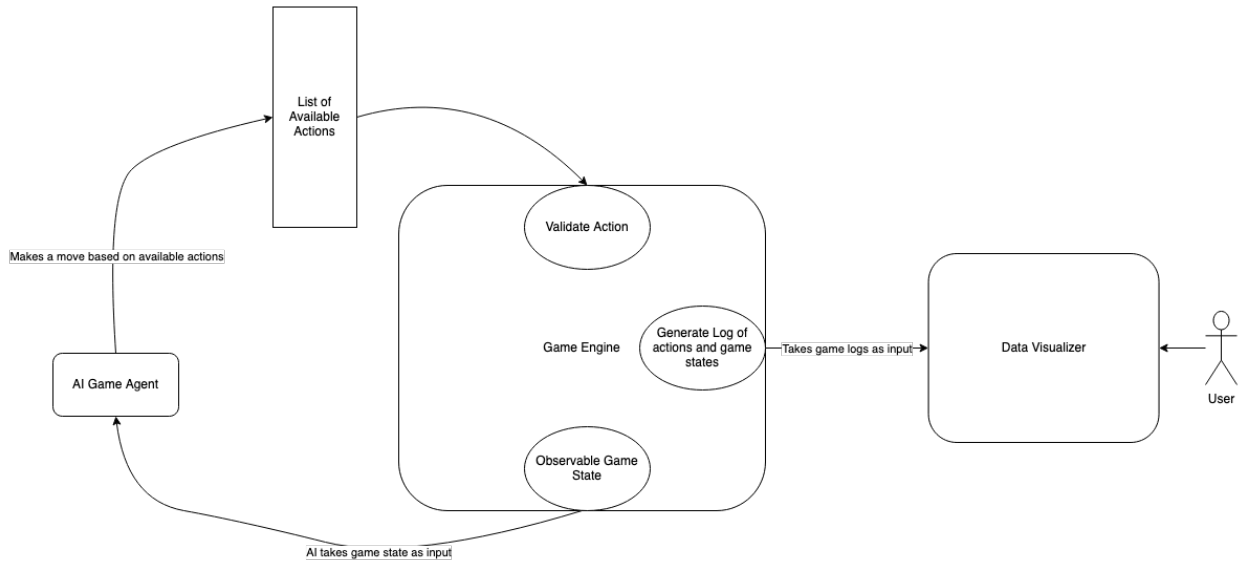 List of
Available
Actions
Validate Action
Makes a move based on available actions
Game Engine
Generate Log of
actions and game
states
Takes game logs as input
Data Visualizer
AI Game Agent
User
Observable Game
State
AI takes game state as input